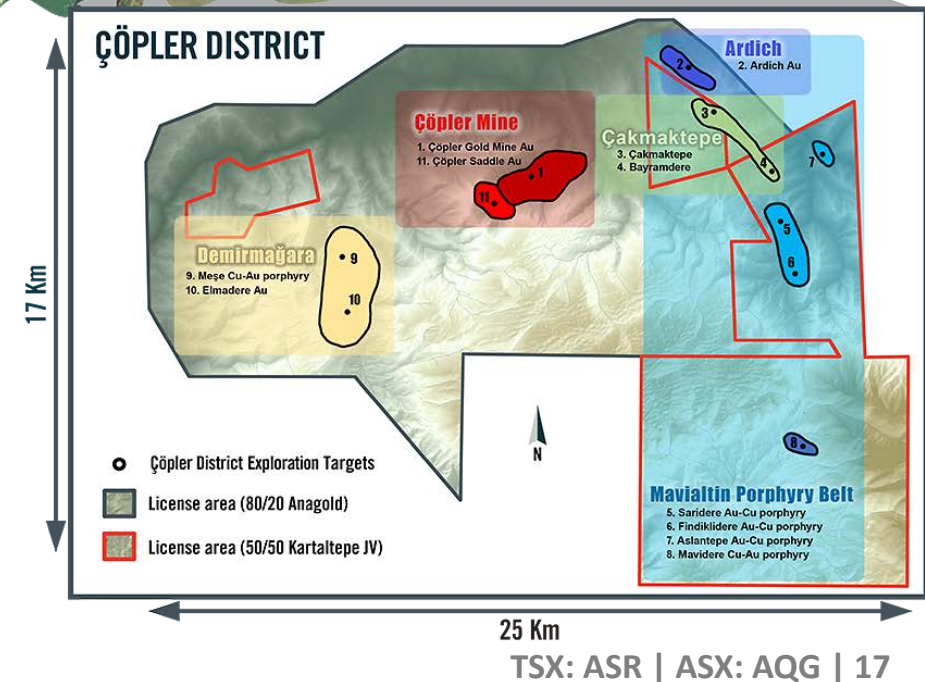 ÇÖPLER DISTRICT
Ardich
2. Ardich Au
2
Çöpler Mine
1. Çöpler Gold Mine Au
11. Çöpler Saddle Au
1
11
Çakmaktepe
3. Çakmaktepe
4. Bayramdere
3
4
7
5
6
Demirmağara
9. Meşe Cu-Au porphyry
10. Elmadere Au
9
10
17 Km
N
8
Çöpler District Exploration Targets
License area (80/20 Anagold)
License area (50/50 Kartaltepe JV)
Mavialtin Porphyry Belt
5. Saridere Au-Cu porphyry
6. Findiklidere Au-Cu porphyry
7. Aslantepe Au-Cu porphyry
8. Mavidere Cu-Au porphyry
25 Km
TSX: ASR | ASX: AQG | 17